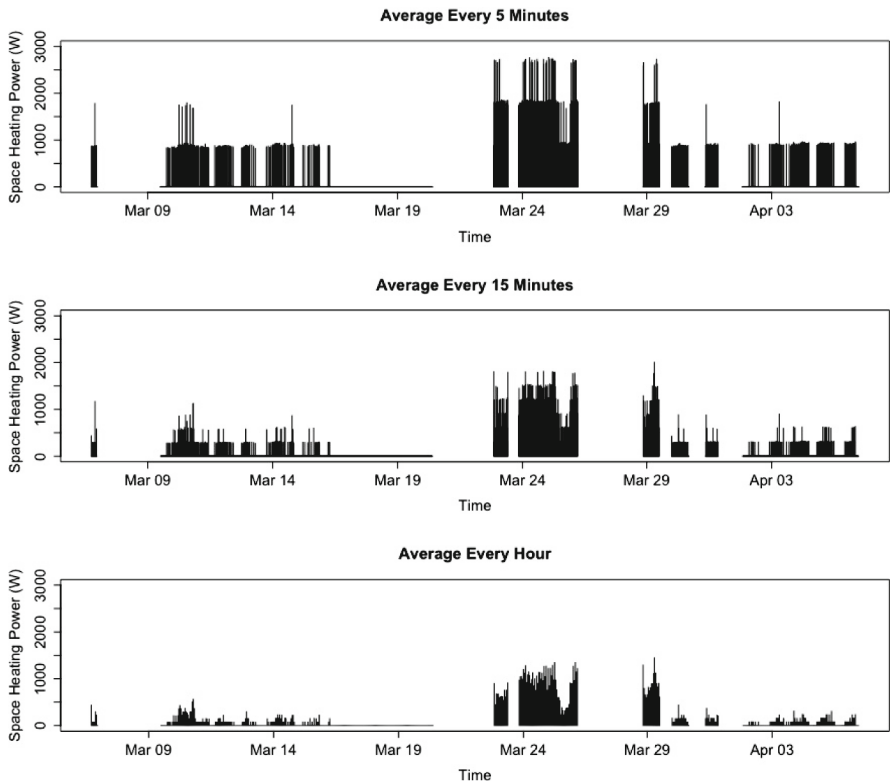 Average Every 5 Minutes
Space Heating Power (W)
3000
2000
1000
0
Mar 09 Mar 14 Mar 19 Mar 24 Mar 29 Apr 03
Time
Average Every 15 Minutes
Space Heating Power (W)
3000
2000
1000
0
Mar 09 Mar 14 Mar 19 Mar 24 Mar 29 Apr 03
Time
Average Every Hour
Space Heating Power (W)
3000
2000
1000
0
Mar 09 Mar 14 Mar 19 Mar 24 Mar 29 Apr 03
Time